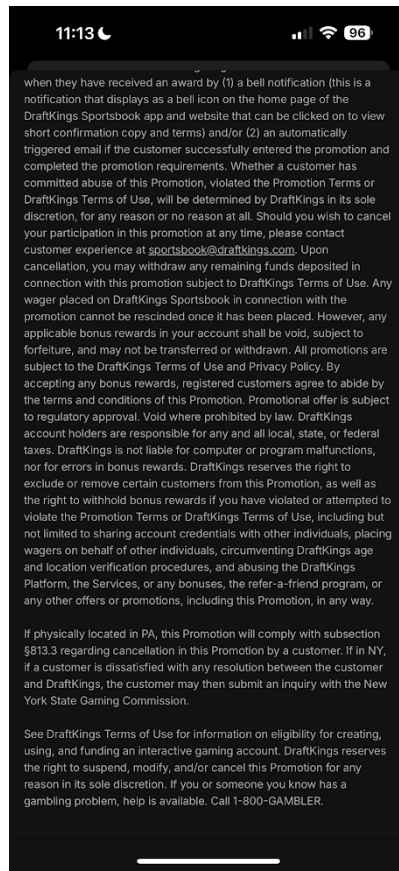 11:13
96
when they have received an award by (1) a bell notification (this is a
notification that displays as a bell icon on the home page of the
DraftKings Sportsbook app and website that can be clicked on to view
short confirmation copy and terms) and/or (2) an automatically
triggered email if the customer successfully entered the promotion and
completed the promotion requirements. Whether a customer has
committed abuse of this Promotion, violated the Promotion Terms or
DraftKings Terms of Use, will be determined by DraftKings in its sole
discretion, for any reason or no reason at all. Should you wish to cancel
your participation in this promotion at any time, please contact
customer experience at sportsbook@draftkings.com. Upon
cancellation, you may withdraw any remaining funds deposited in
connection with this promotion subject to DraftKings Terms of Use. Any
wager placed on DraftKings Sportsbook in connection with the
promotion cannot be rescinded once it has been placed. However, any
applicable bonus rewards in your account shall be void, subject to
forfeiture, and may not be transferred or withdrawn. All promotions are
subject to the DraftKings Terms of Use and Privacy Policy. By
accepting any bonus rewards, registered customers agree to abide by
the terms and conditions of this Promotion. Promotional offer is subject
to regulatory approval. Void where prohibited by law. DraftKings
account holders are responsible for any and all local, state, or federal
taxes. DraftKings is not liable for computer or program malfunctions,
nor for errors in bonus rewards. DraftKings reserves the right to
exclude or remove certain customers from this Promotion, as well as
the right to withhold bonus rewards if you have violated or attempted to
violate the Promotion Terms or DraftKings Terms of Use, including but
not limited to sharing account credentials with other individuals, placing
wagers on behalf of other individuals, circumventing DraftKings age
and location verification procedures, and abusing the DraftKings
Platform, the Services, or any bonuses, the refer-a-friend program, or
any other offers or promotions, including this Promotion, in any way.
If physically located in PA, this Promotion will comply with subsection
§813.3 regarding cancellation in this Promotion by a customer. If in NY,
if a customer is dissatisfied with any resolution between the customer
and DraftKings, the customer may then submit an inquiry with the New
York State Gaming Commission.
See DraftKings Terms of Use for information on eligibility for creating,
using, and funding an interactive gaming account. DraftKings reserves
the right to suspend, modify, and/or cancel this Promotion for any
reason in its sole discretion. If you or someone you know has a
gambling problem, help is available. Call 1-800-GAMBLER.